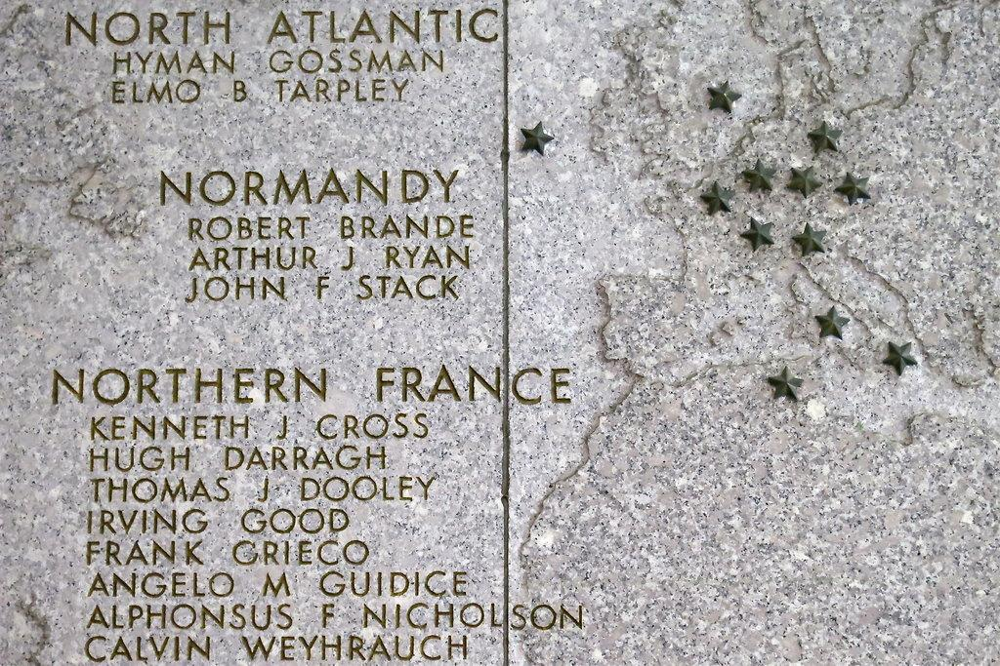 NORTH ATLANTIC
HYMAN GOSSMAN
ELMO B TARPLEY
NORMANDY
ROBERT BRANDE
ARTHUR J RYAN
JOHN F STACK
NORTHERN FRANCE
KENNETH J CROSS
HUGH DARRAGH
THOMAS J DOOLEY
IRVING GOOD
FRANK GRIECO
ANGELO M GUIDICE
ALPHONSUS F NICHOLSON
CALVIN WEYHRAUCH